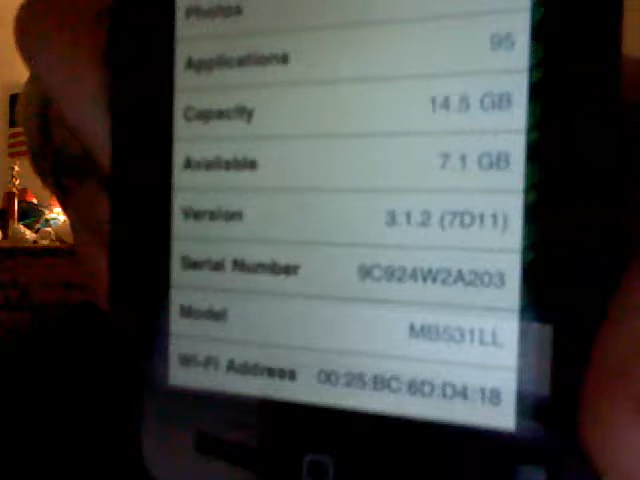 Photos
Applications 95
Capacity 14.5 GB
Available 7.1 GB
Version 3.1.2 (7D11)
Serial Number 9C924W2A203
Model MB531LL
Wi-Fi Address 00:25:BC:6D:D4:18